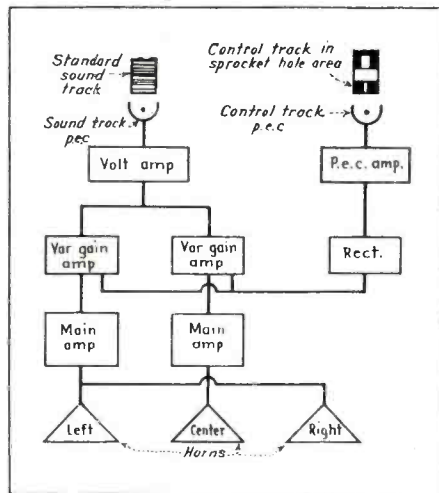 Standard
sound
track
Control track in
sprocket hole area
Sound track
p.e.c
Control track
p.e.c
Volt amp
P.e.c. amp.
Var gain
amp
Var gain
amp
Rect.
Main
amp
Main
amp
Left
Center
Right
Horns